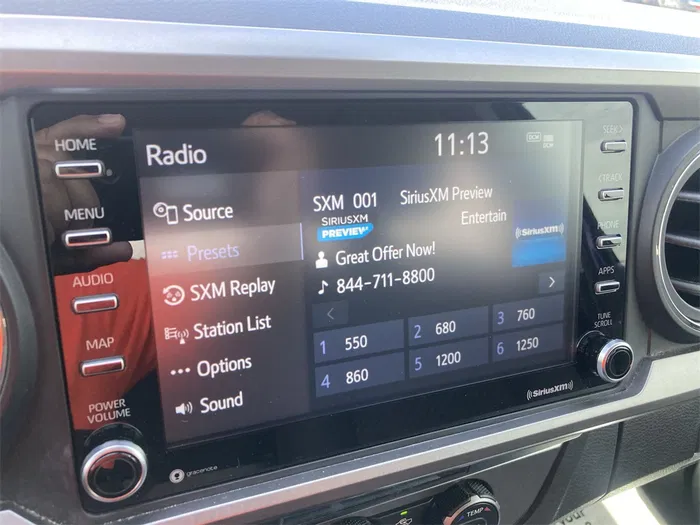 HOME
MENU
AUDIO
MAP
POWER
VOLUME
Radio
11:13
Source
Presets
SXM Replay
Station List
Options
Sound
SXM 001 SiriusXM Preview
SIRIUSXM
PREVIEW
Entertain
Great Offer Now!
844-711-8800
SiriusXM
1 550
2 680
3 760
4 860
5 1200
6 1250
SiriusXM
gracenote
SEEK
TRACK
PHONE
APPS
TUNE
SCROLL
TEMP